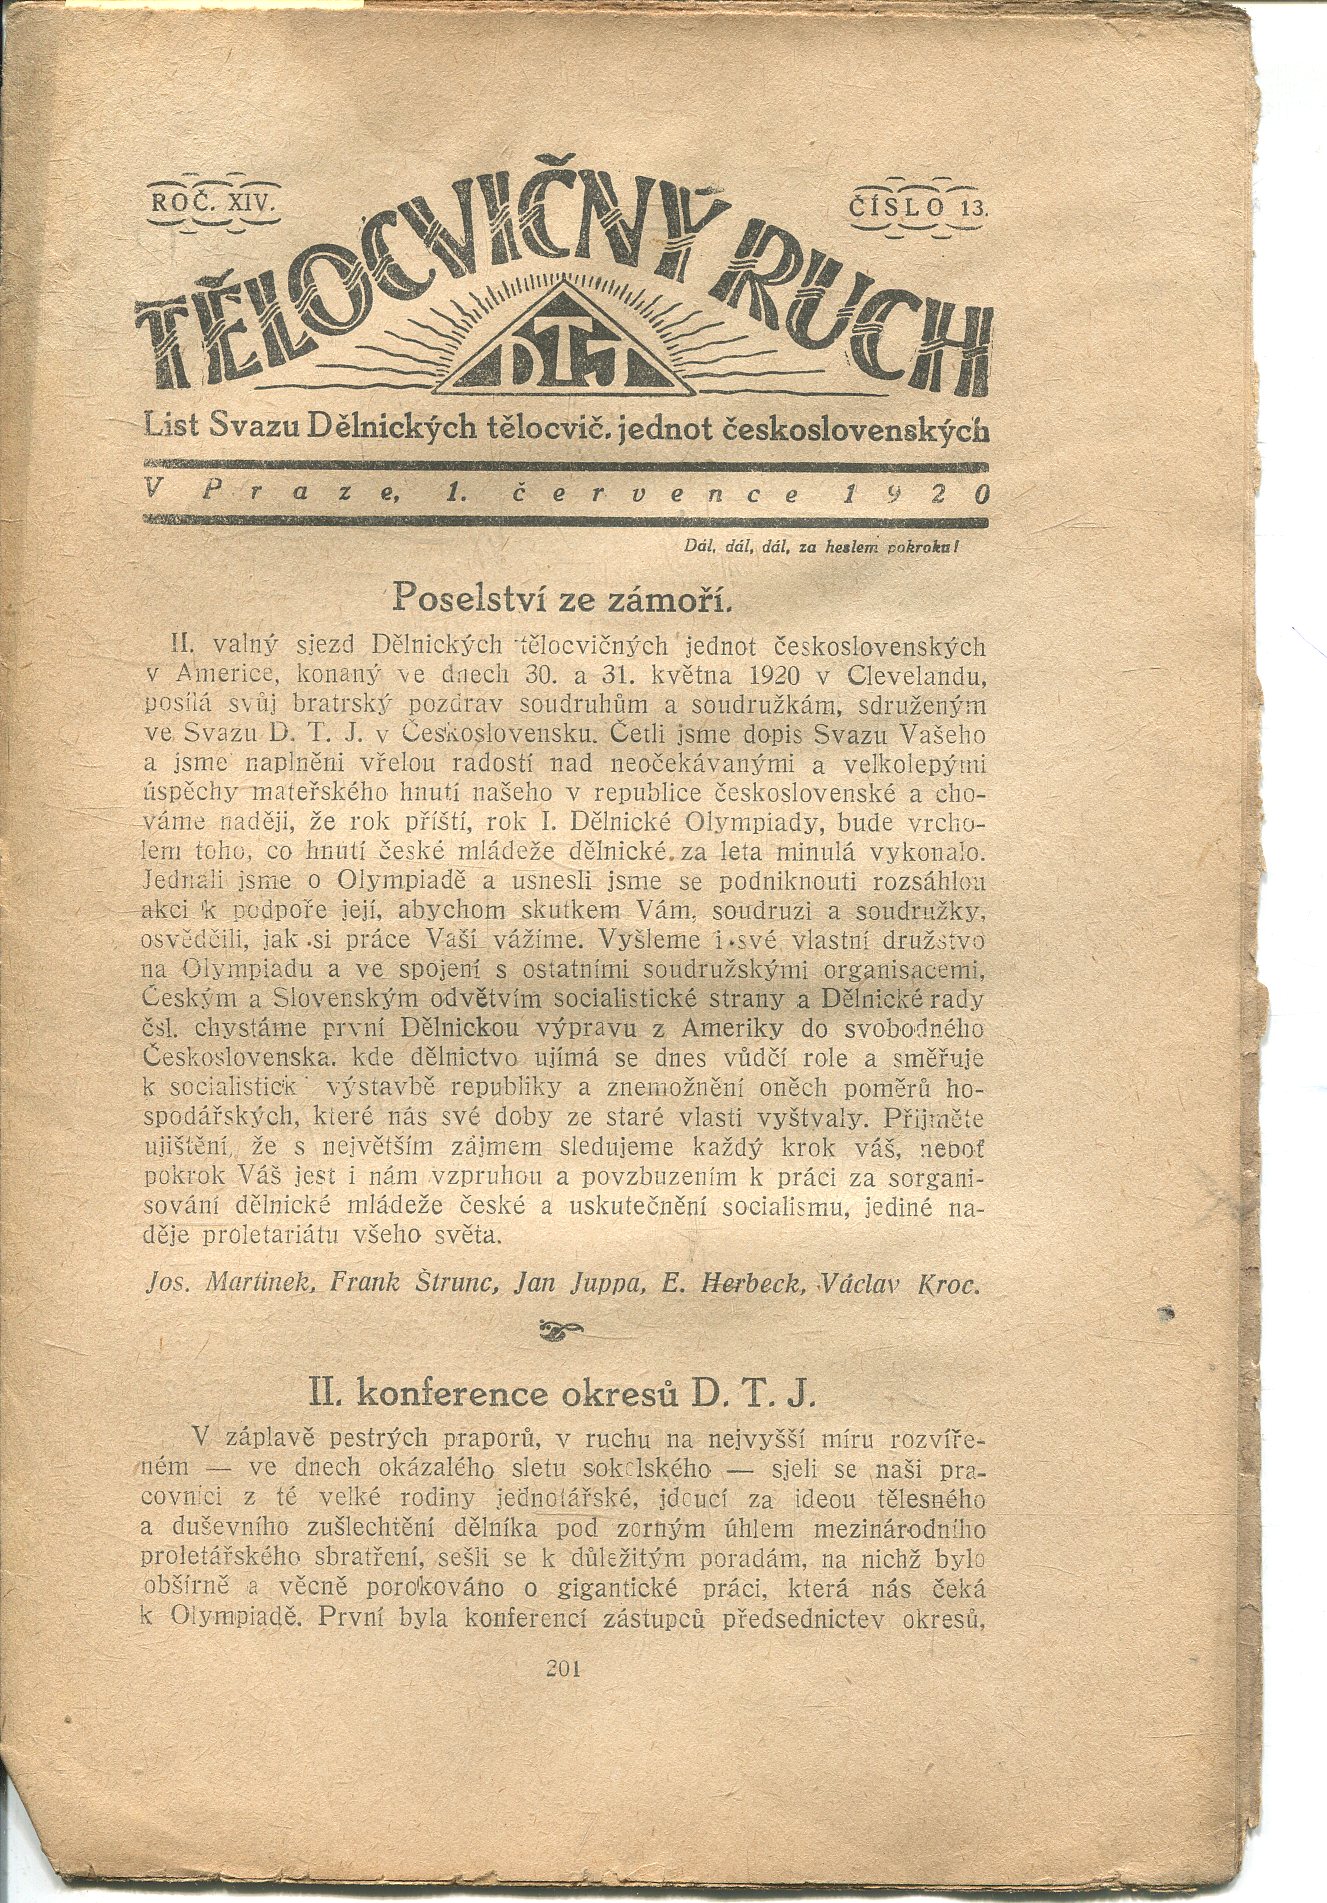 ROČ. XIV.
ČÍSLO 13.
TĚLOCVIČNÝ RUCH
DTJ
List Svazu Dělnických tělocvič. jednot československých
V Praze, 1. července 1920
Dál, dál, dál, za heslem pokroku!
Poselství ze zámoří.
II. valný sjezd Dělnických tělocvičných jednot československých
v Americe, konaný ve dnech 30. a 31. května 1920 v Clevelandu,
posílá svůj bratrský pozdrav soudruhům a soudružkám, sdruženým
ve Svazu D. T. J. v Československu. Četli jsme dopis Svazu Vašeho
a jsme naplněni vřelou radostí nad neočekávanými a velkolepými
úspěchy mateřského hnutí našeho v republice československé a cho-
váme naději, že rok příští, rok I. Dělnické Olympiady, bude vrcho-
lem toho, co hnutí české mládeže dělnické za leta minulá vykonalo.
Jednali jsme o Olympiadě a usnesli jsme se podniknouti rozsáhlou
akci k podpoře její, abychom skutkem Vám, soudruzi a soudružky,
osvědčili, jak si práce Vaší vážíme. Vyšleme i své vlastní družstvo
na Olympiadu a ve spojení s ostatními soudružskými organisacemi,
Českým a Slovenským odvětvím socialistické strany a Dělnické rady
čsl. chystáme první Dělnickou výpravu z Ameriky do svobodného
Československa. kde dělnictvo ujímá se dnes vůdčí role a směřuje
k socialistick výstavbě republiky a znemožnění oněch poměrů ho-
spodářských, které nás své doby ze staré vlasti vyštvaly. Přijměte
ujištění, že s největším zájmem sledujeme každý krok váš, neboť
pokrok Váš jest i nám vzpruhou a povzbuzením k práci za sorgani-
sování dělnické mládeže české a uskutečnění socialismu, jediné na-
děje proletariátu všeho světa.
Jos. Martinek, Frank Štrunc, Jan Juppa, E. Herbeck, Václav Kroc.
II. konference okresů D. T. J.
V záplavě pestrých praporů, v ruchu na nejvyšší míru rozvíře-
ném — ve dnech okázalého sletu sokolského — sjeli se naši pra-
covníci z té velké rodiny jednotářské, jdoucí za ideou tělesného
a duševního zušlechtění dělníka pod zorným úhlem mezinárodního
proletářského sbratření, sešli se k důležitým poradám, na nichž bylo
obšírně a věcně porokováno o gigantické práci, která nás čeká
k Olympiadě. První byla konferencí zástupců předsednictev okresů,
201